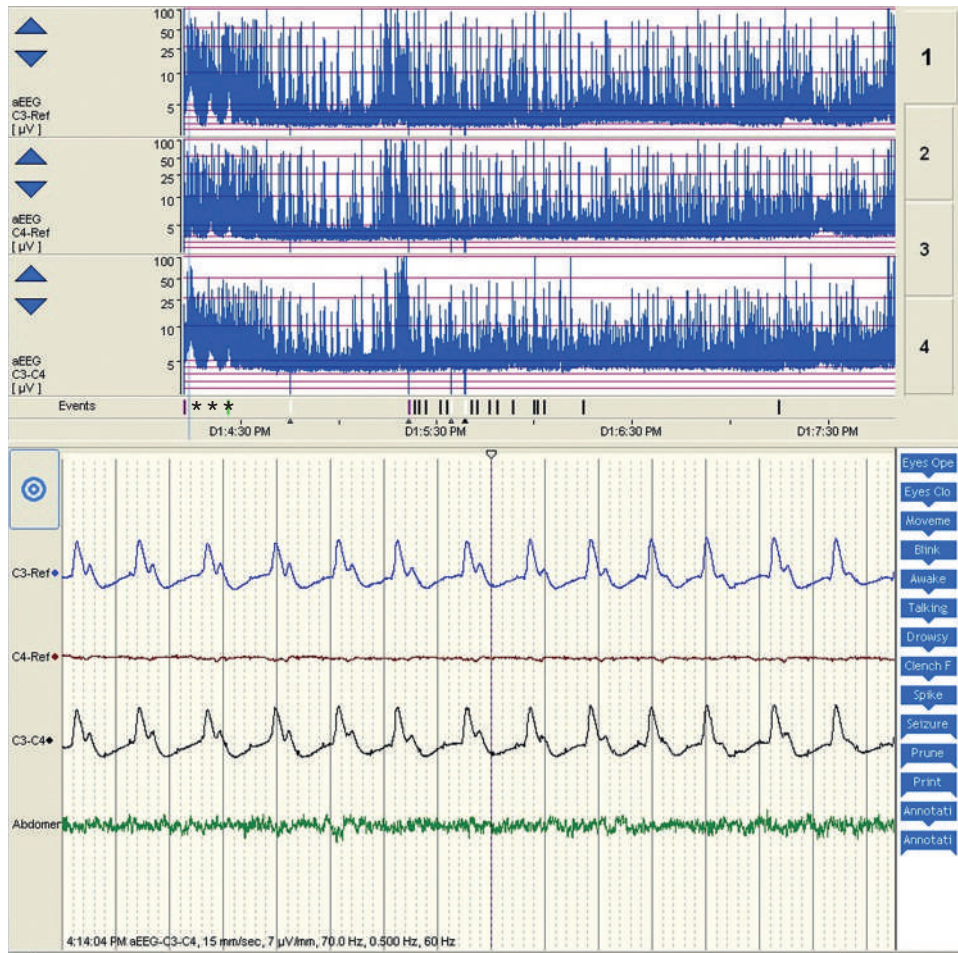 100
50
25
10
5
aEEG
C3-Ref
[ µV ]
1
100
50
25
10
5
aEEG
C4-Ref
[ µV ]
2
3
100
50
25
10
5
aEEG
C3-C4
[ µV ]
4
Events
* * *
D1:4:30 PM
D1:5:30 PM
D1:6:30 PM
D1:7:30 PM
Eyes Ope
Eyes Clo
Moveme
Blink
Awake
Talking
Drowsy
Clench F
Spike
Seizure
Prune
Print
Annotati
Annotati
C3-Ref
C4-Ref
C3-C4
Abdomer
4:14:04 PM aEEG-C3-C4, 15 mm/sec, 7 µV/mm, 70.0 Hz, 0.500 Hz, 60 Hz